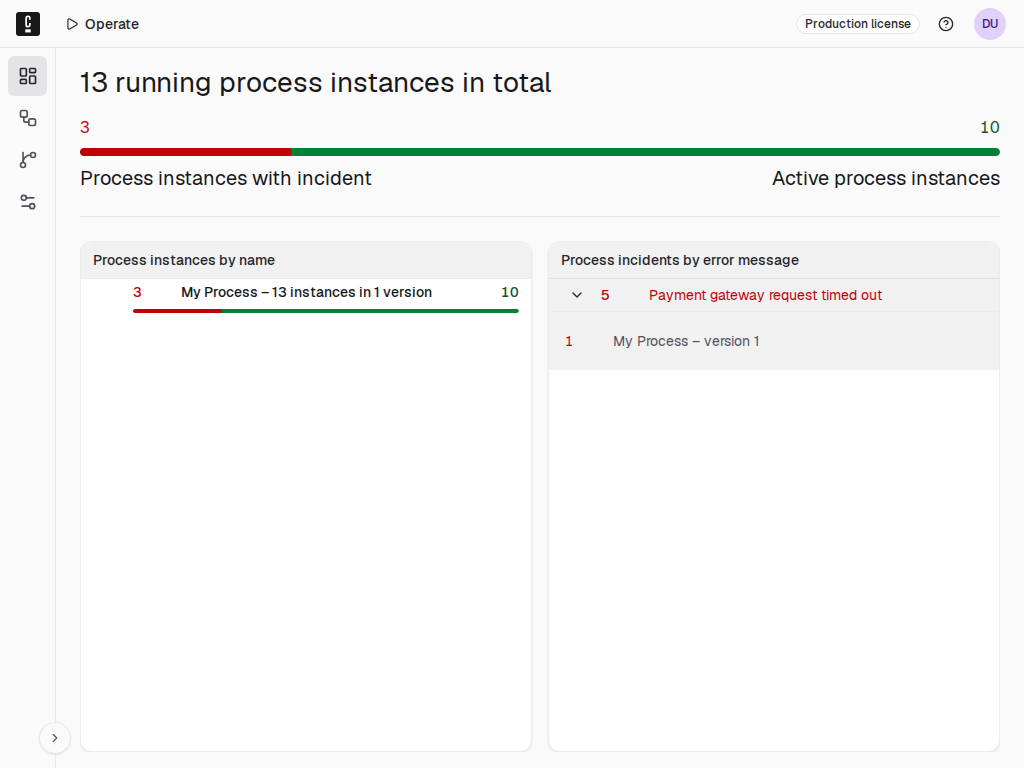 Operate
Production license
DU
13 running process instances in total
3 10
Process instances with incident Active process instances
Process instances by name
3 My Process – 13 instances in 1 version 10
Process incidents by error message
5 Payment gateway request timed out
1 My Process – version 1